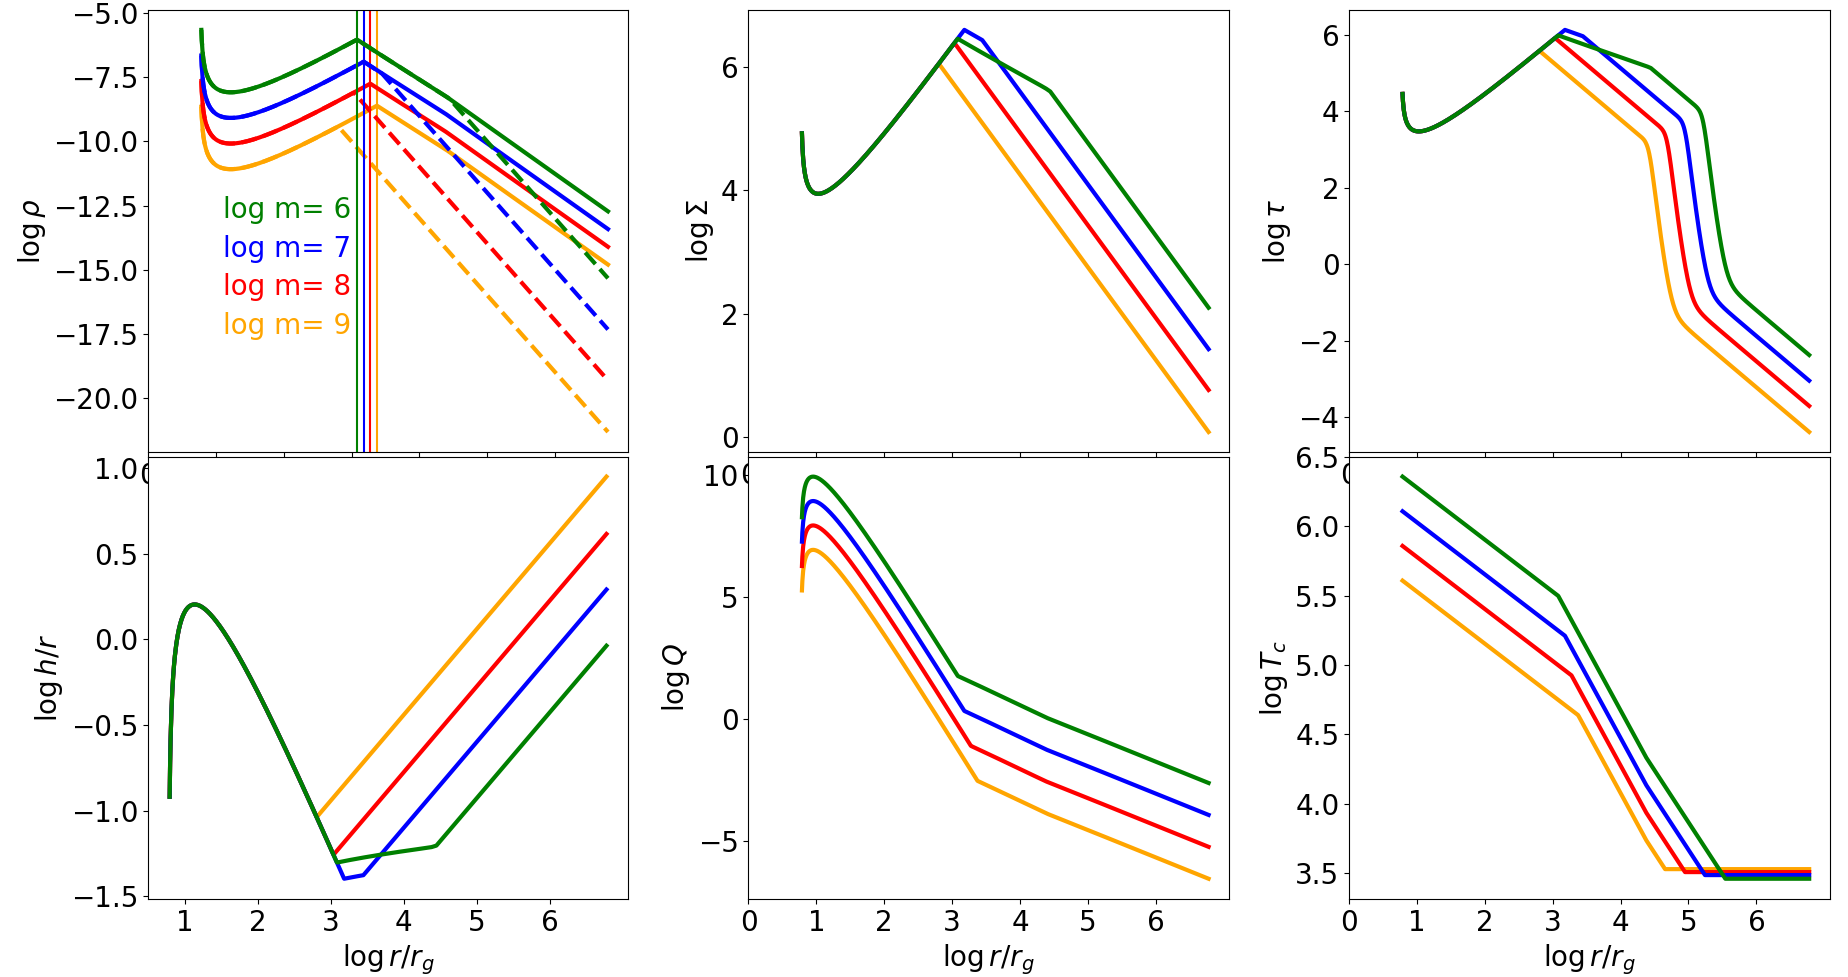 −5.0
−7.5
−10.0
−12.5
−15.0
−17.5
−20.0
log ρ
log m= 6
log m= 7
log m= 8
log m= 9
6
4
2
0
log Σ
6
4
2
0
−2
−4
log τ
1.0
0.5
0.0
−0.5
−1.0
−1.5
log h/r
1 2 3 4 5 6
log r/r_g
10
5
0
−5
log Q
0 1 2 3 4 5 6
log r/r_g
6.5
6.0
5.5
5.0
4.5
4.0
3.5
log T_c
0 1 2 3 4 5 6
log r/r_g